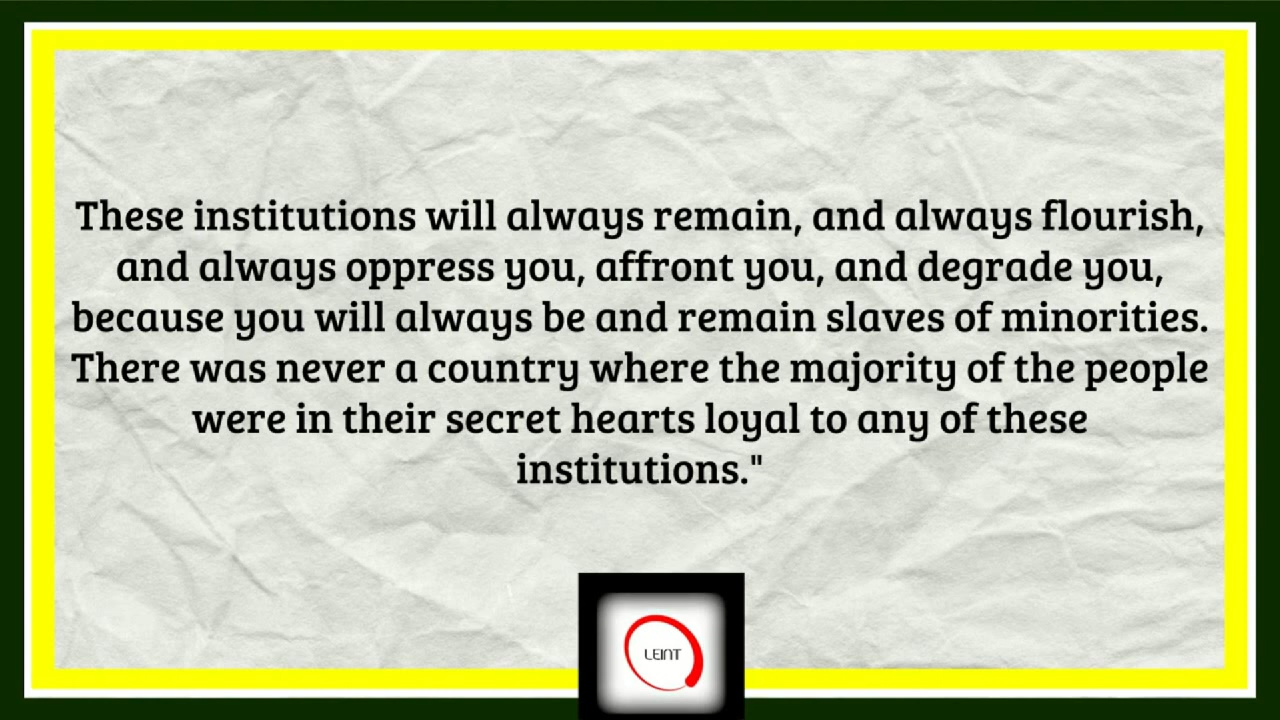 These institutions will always remain, and always flourish,
and always oppress you, affront you, and degrade you,
because you will always be and remain slaves of minorities.
There was never a country where the majority of the people
were in their secret hearts loyal to any of these
institutions."
LEINT